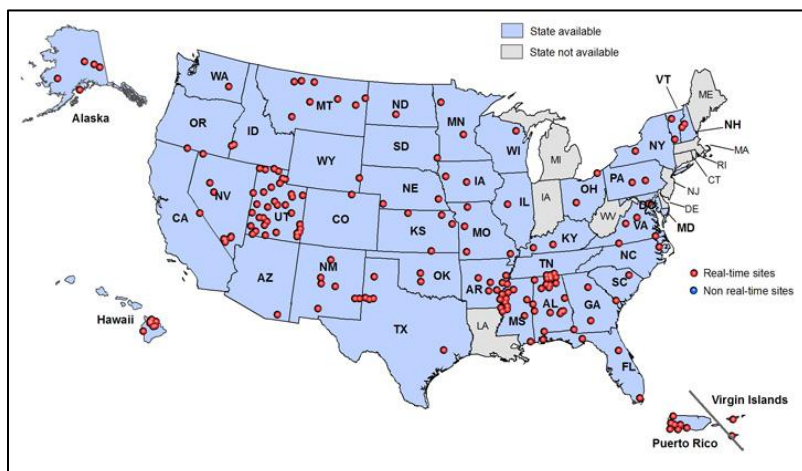 State available
State not available
Alaska
WA
MT
ND
MN
VT
ME
OR
ID
SD
WI
MI
NY
NH
MA
WY
RI
CT
NV
NE
IA
PA
NJ
CA
UT
CO
IL
IA
OH
DE
KS
MO
WV
VA
MD
KY
NC
AZ
NM
OK
TN
AR
SC
Real-time sites
Non real-time sites
Hawaii
TX
LA
MS
AL
GA
FL
Virgin Islands
Puerto Rico